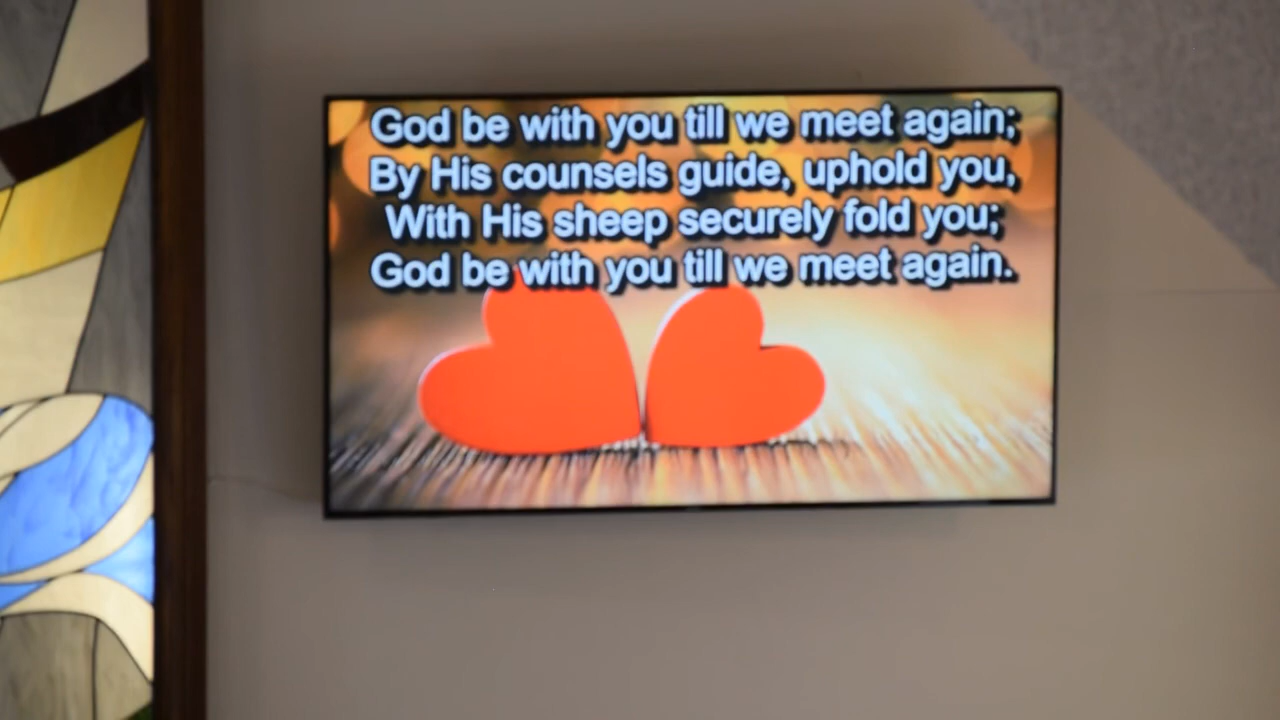 God be with you till we meet again;
By His counsels guide, uphold you,
With His sheep securely fold you;
God be with you till we meet again.